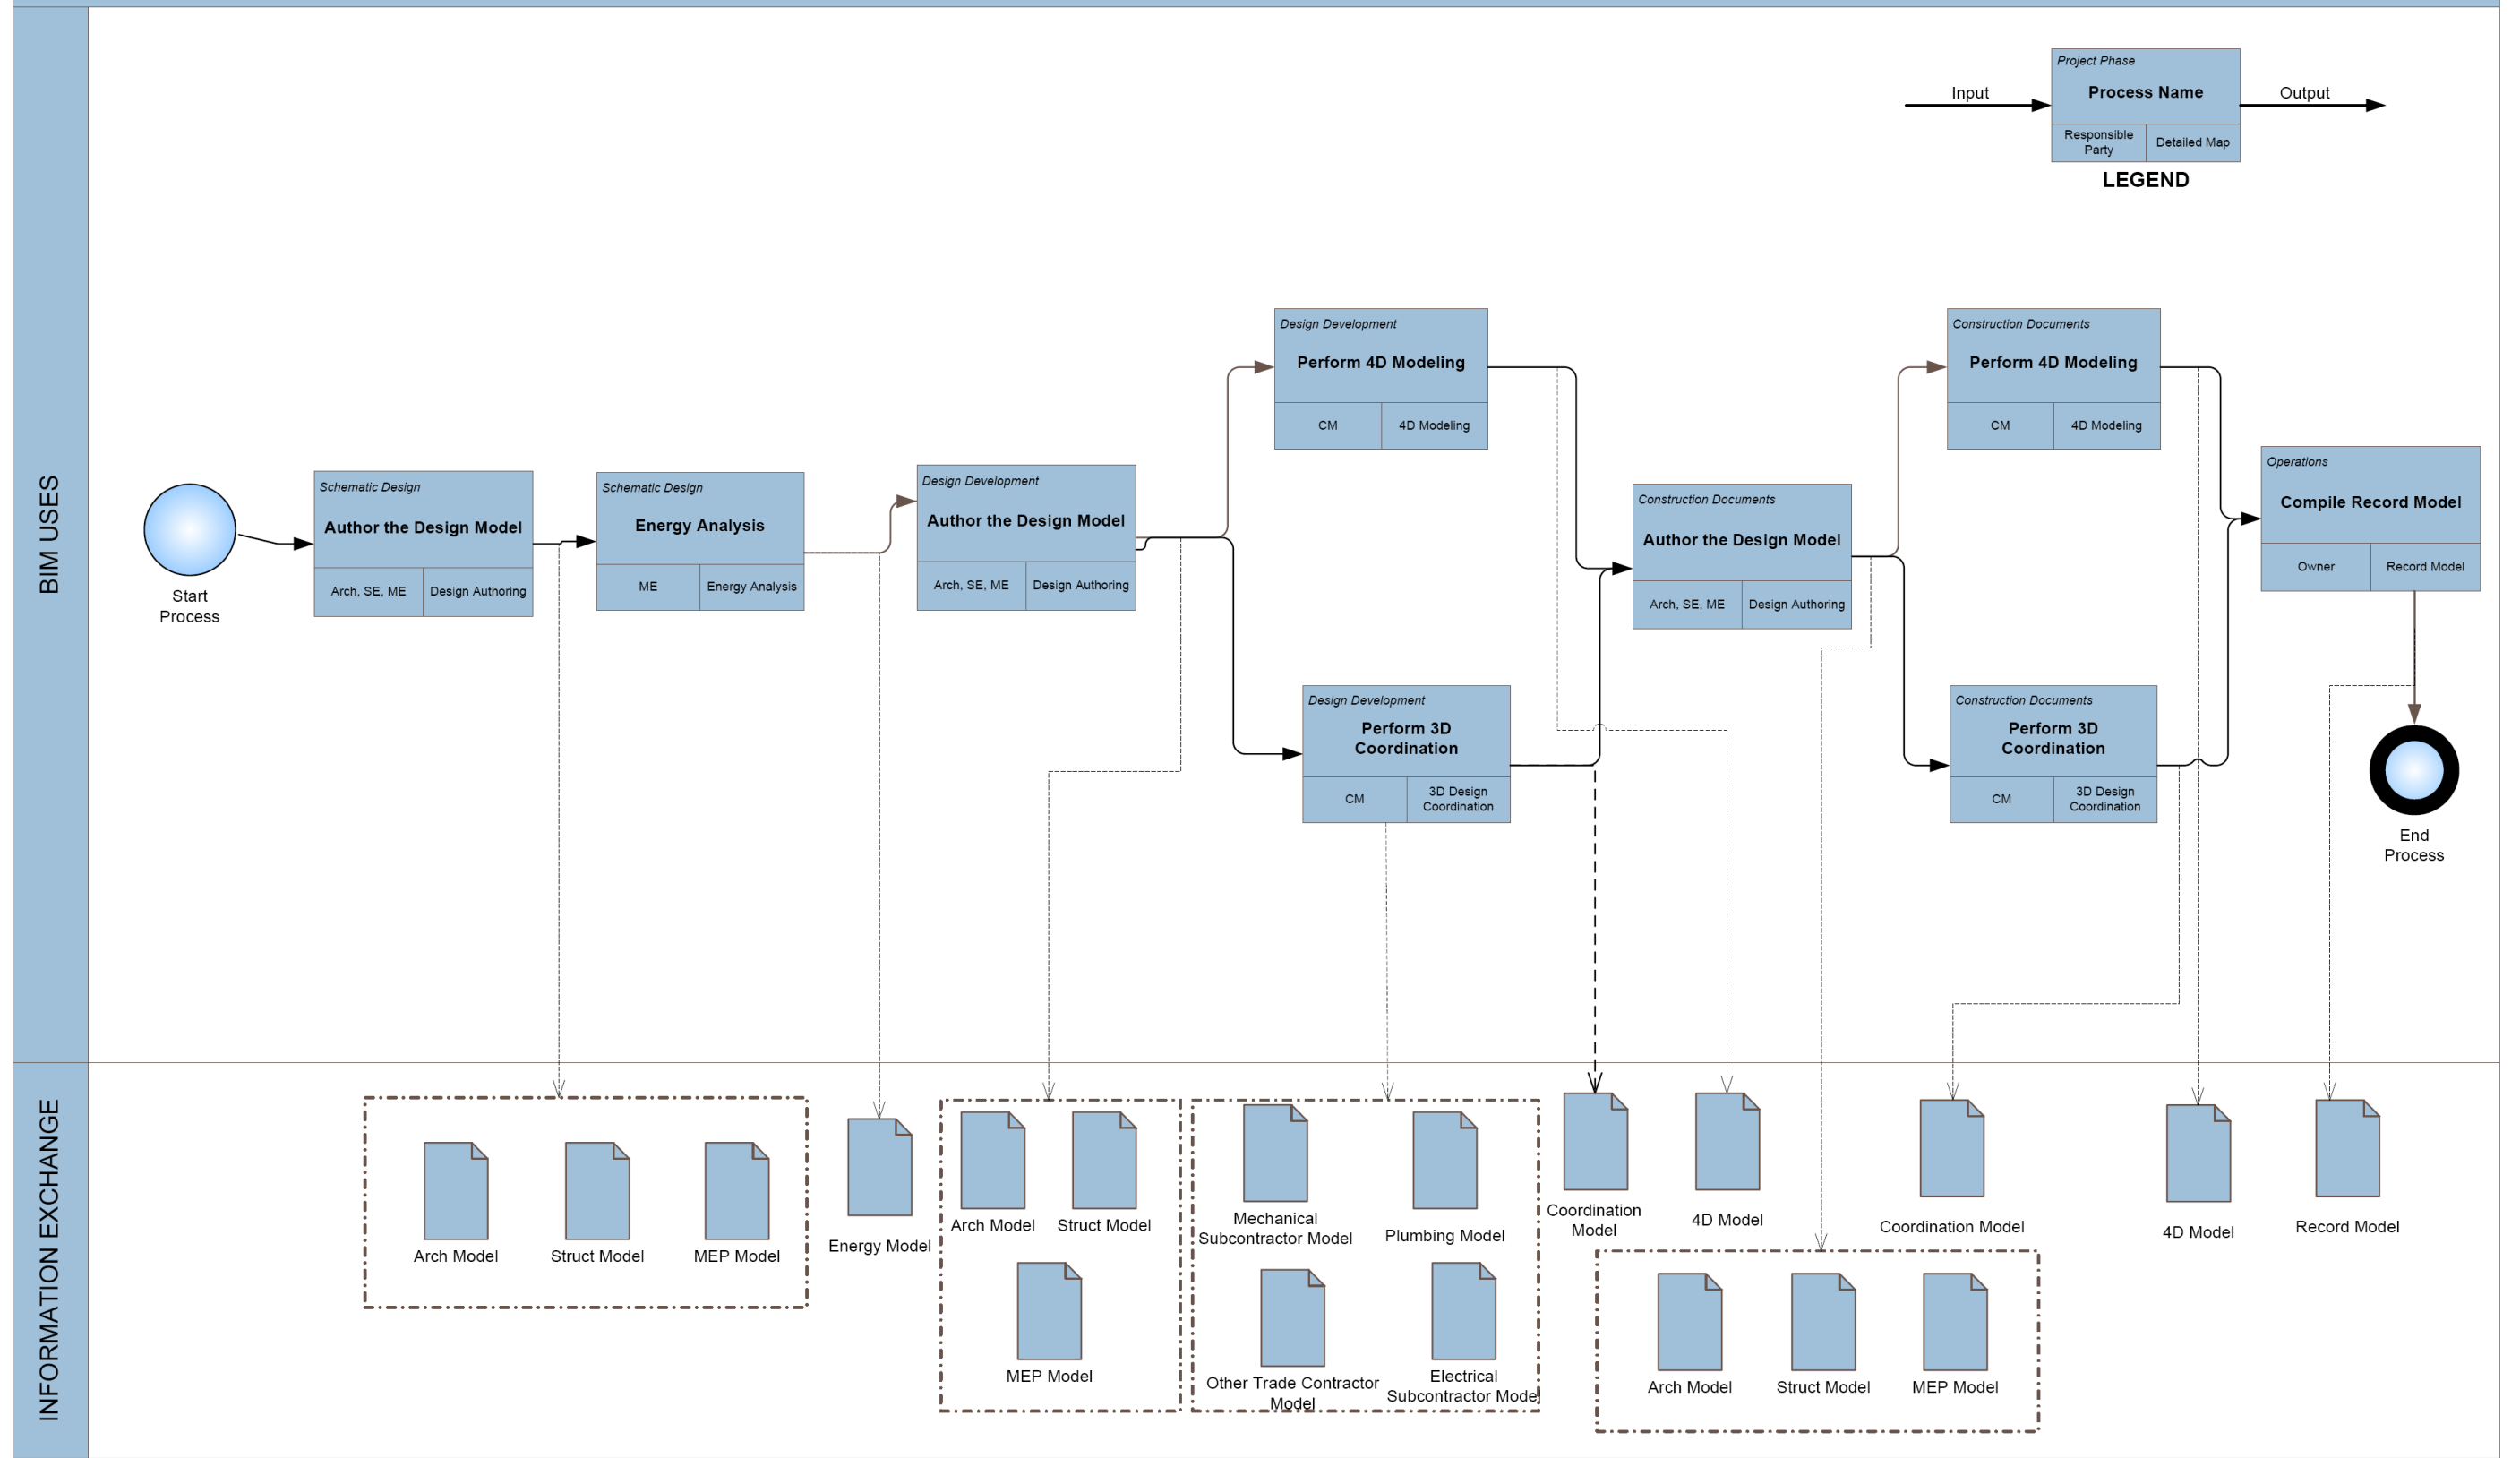 BIM USES
Project Phase
Process Name
Responsible
Party
Detailed Map
Input
Output
LEGEND
Start
Process
Schematic Design
Author the Design Model
Arch, SE, ME
Design Authoring
Schematic Design
Energy Analysis
ME
Energy Analysis
Design Development
Author the Design Model
Arch, SE, ME
Design Authoring
Design Development
Perform 4D Modeling
CM
4D Modeling
Design Development
Perform 3D
Coordination
CM
3D Design
Coordination
Construction Documents
Author the Design Model
Arch, SE, ME
Design Authoring
Construction Documents
Perform 4D Modeling
CM
4D Modeling
Construction Documents
Perform 3D
Coordination
CM
3D Design
Coordination
Operations
Compile Record Model
Owner
Record Model
End
Process
INFORMATION EXCHANGE
Arch Model
Struct Model
MEP Model
Energy Model
Arch Model
Struct Model
MEP Model
Mechanical
Subcontractor Model
Plumbing Model
Other Trade Contractor
Model
Electrical
Subcontractor Model
Coordination
Model
4D Model
Arch Model
Struct Model
MEP Model
Coordination Model
4D Model
Record Model